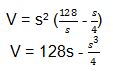 V = s² (128/s - s/4)
V = 128s - s³/4